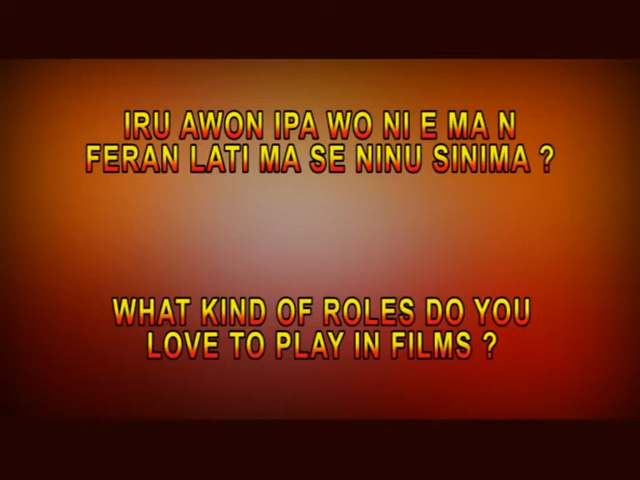 IRU AWON IPA WO NI E MA N
FERAN LATI MA SE NINU SINIMA ?
WHAT KIND OF ROLES DO YOU
LOVE TO PLAY IN FILMS ?